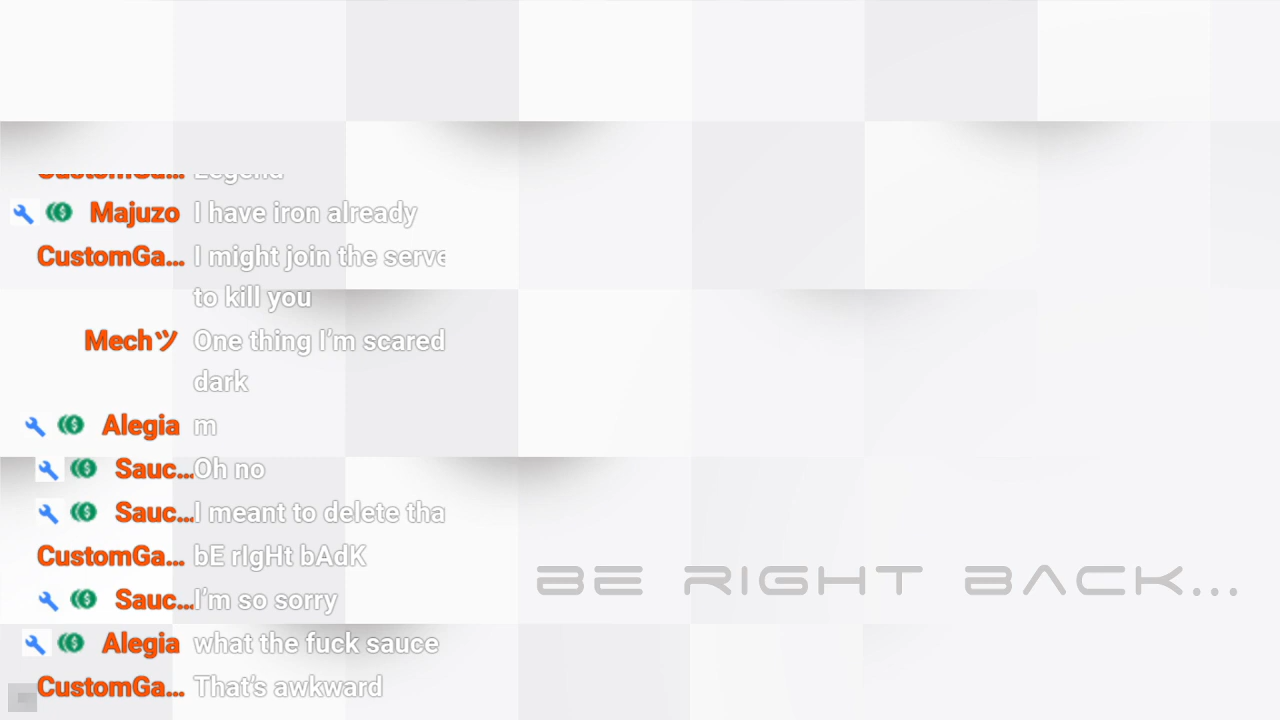 CustomGa... Legend
Majuzo I have iron already
CustomGa... I might join the serve
to kill you
Mechツ One thing I'm scared
dark
Alegia m
Sauc... Oh no
Sauc... I meant to delete tha
CustomGa... bE rIgHt bAdK
BE RIGHT BACK...
Sauc... I'm so sorry
Alegia what the fuck sauce
CustomGa... That's awkward